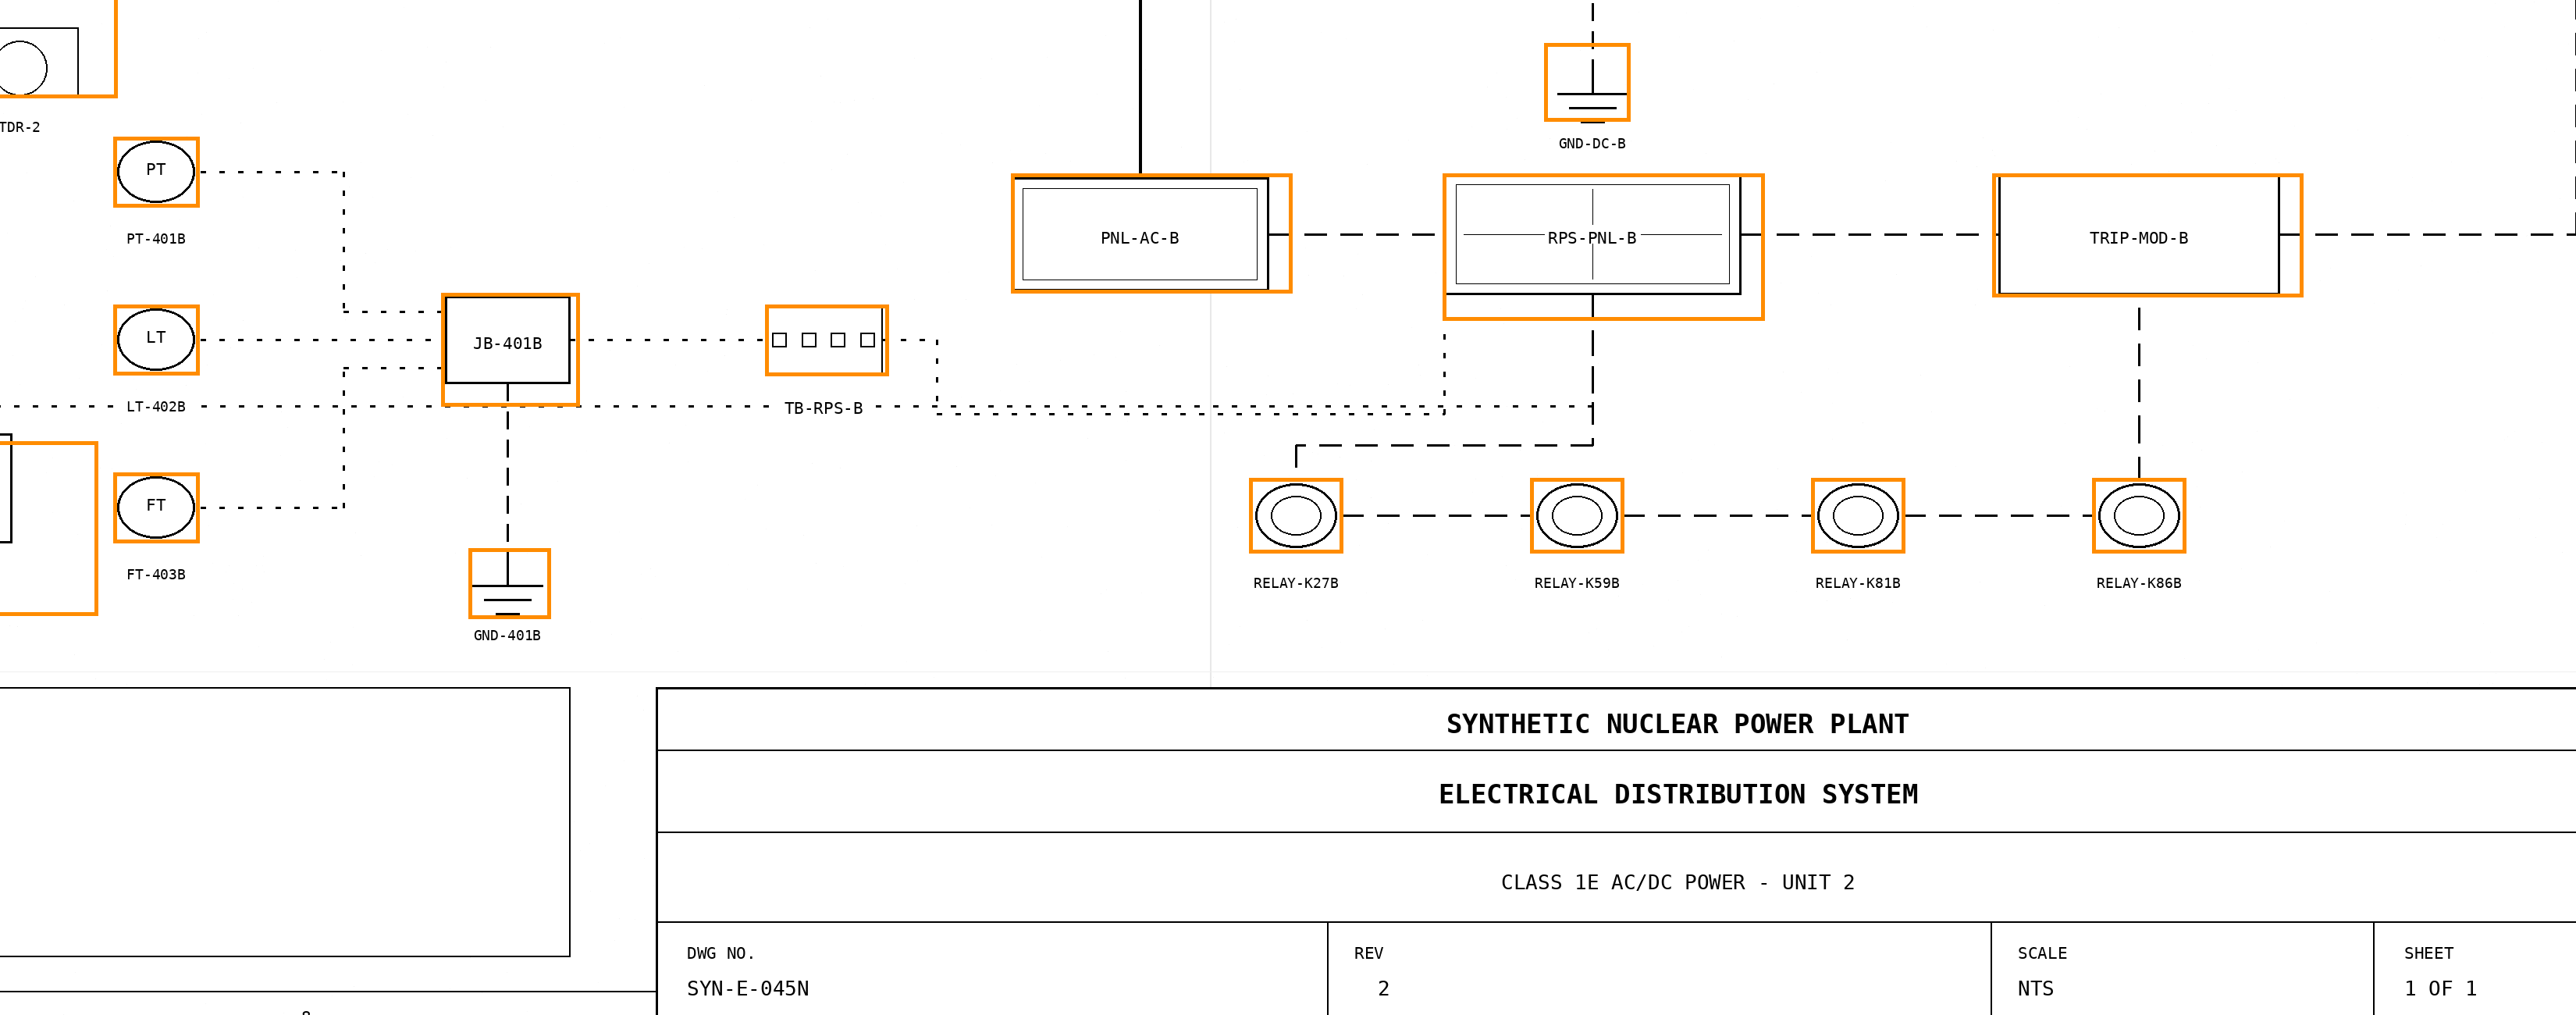 TDR-2
GND-DC-B
PT
PT-401B
PNL-AC-B
RPS-PNL-B
TRIP-MOD-B
LT
JB-401B
LT-402B
TB-RPS-B
FT
FT-403B
RELAY-K27B
RELAY-K59B
RELAY-K81B
RELAY-K86B
GND-401B
SYNTHETIC NUCLEAR POWER PLANT
ELECTRICAL DISTRIBUTION SYSTEM
CLASS 1E AC/DC POWER - UNIT 2
DWG NO.
SYN-E-045N
REV
2
SCALE
NTS
SHEET
1 OF 1